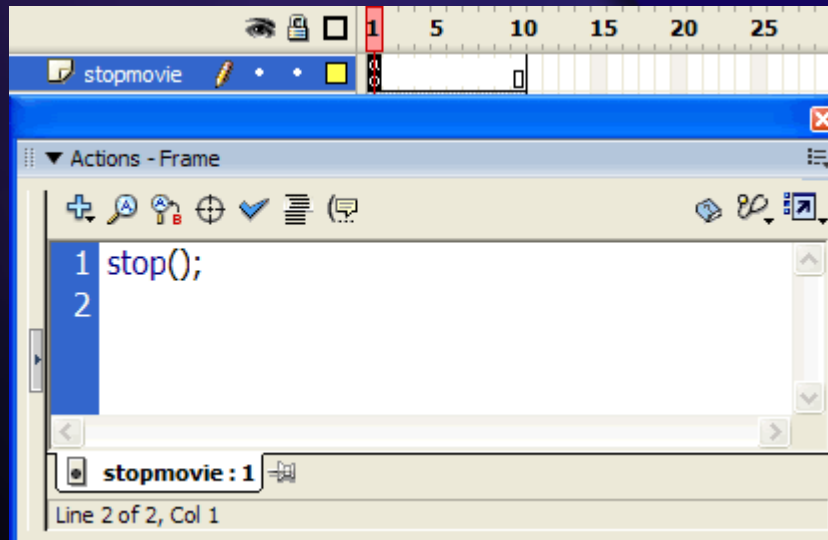 1 5 10 15 20 25
stopmovie
Actions - Frame
1 stop();
2
stopmovie : 1
Line 2 of 2, Col 1